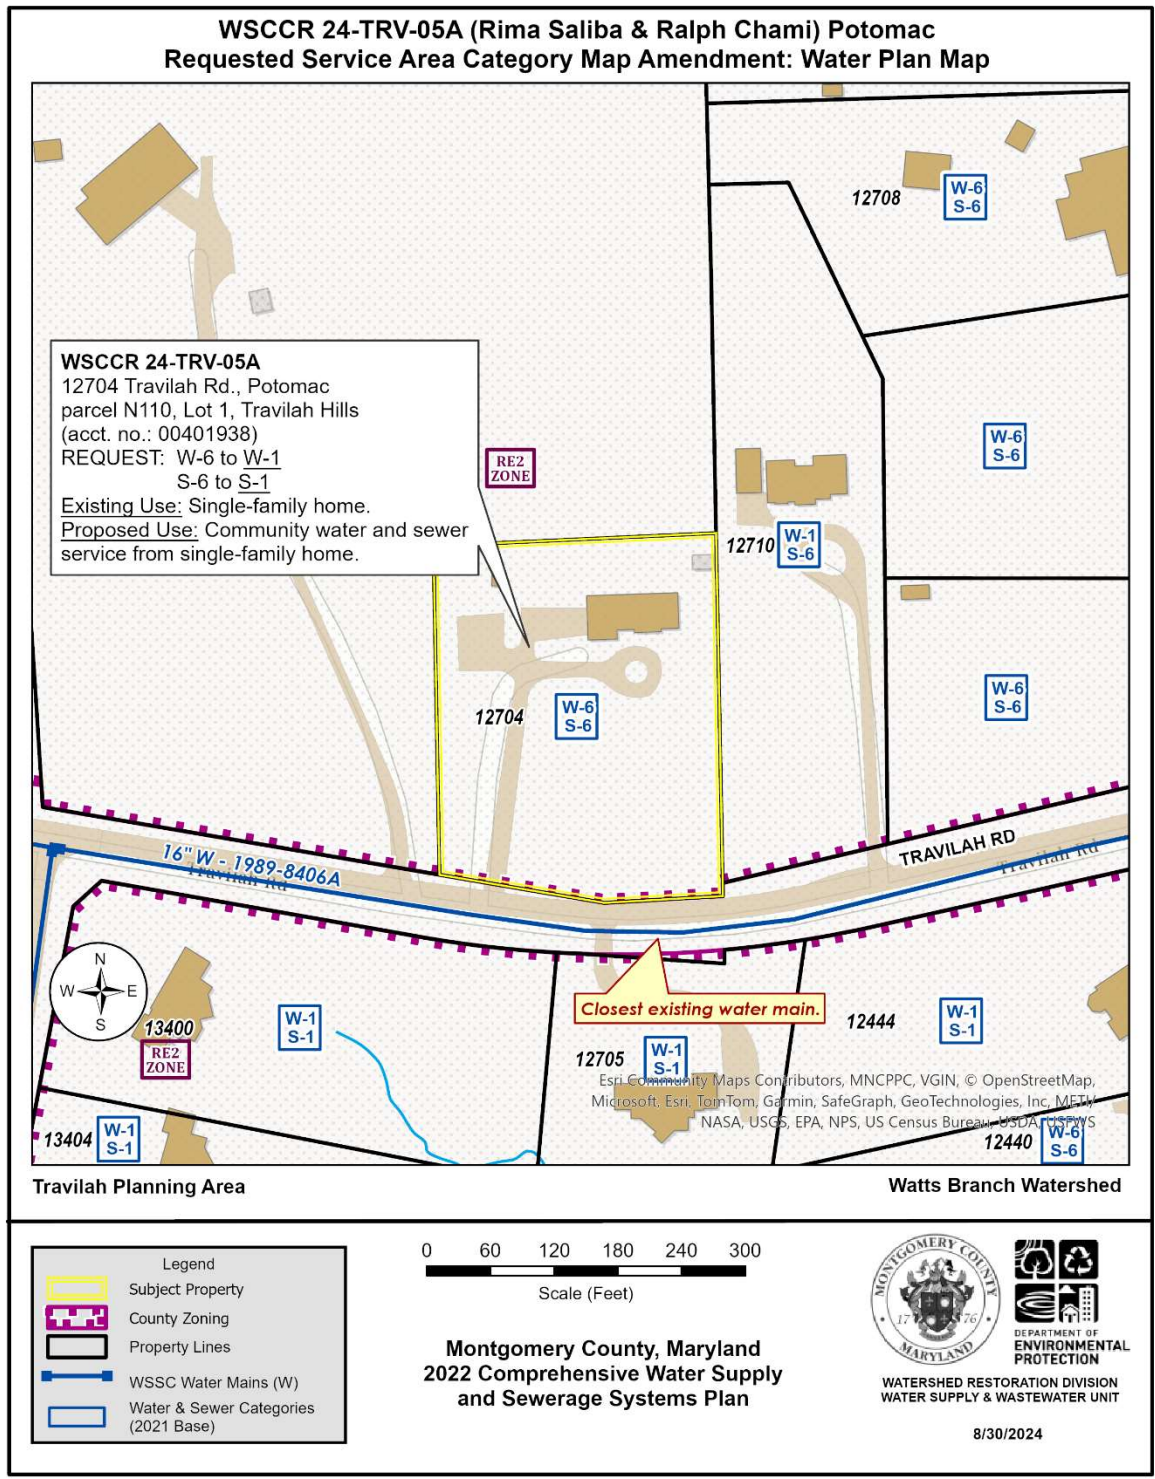 WSCCR 24-TRV-05A (Rima Saliba & Ralph Chami) Potomac
Requested Service Area Category Map Amendment: Water Plan Map
12708
W-6
S-6
WSCCR 24-TRV-05A
12704 Travilah Rd., Potomac
parcel N110, Lot 1, Travilah Hills
(acct. no.: 00401938)
REQUEST: W-6 to W-1
S-6 to S-1
Existing Use: Single-family home.
Proposed Use: Community water and sewer
service from single-family home.
RE2
ZONE
W-6
S-6
12710
W-1
S-6
12704
W-6
S-6
W-6
S-6
TRAVILAH RD
Travilah Rd
16" W - 1989-8406A
Travilah Rd
N
W E
S
13400
RE2
ZONE
W-1
S-1
Closest existing water main.
12705
W-1
S-1
12444
W-1
S-1
Esri Community Maps Contributors, MNCPPC, VGIN, © OpenStreetMap,
Microsoft, Esri, TomTom, Garmin, SafeGraph, GeoTechnologies, Inc, METI/
NASA, USGS, EPA, NPS, US Census Bureau, USDA, USFWS
13404
W-1
S-1
12440
W-6
S-6
Travilah Planning Area
Watts Branch Watershed
Legend
Subject Property
County Zoning
Property Lines
WSSC Water Mains (W)
Water & Sewer Categories
(2021 Base)
0 60 120 180 240 300
Scale (Feet)
Montgomery County, Maryland
2022 Comprehensive Water Supply
and Sewerage Systems Plan
MONTGOMERY COUNTY
17 76
MARYLAND
DEPARTMENT OF
ENVIRONMENTAL
PROTECTION
WATERSHED RESTORATION DIVISION
WATER SUPPLY & WASTEWATER UNIT
8/30/2024